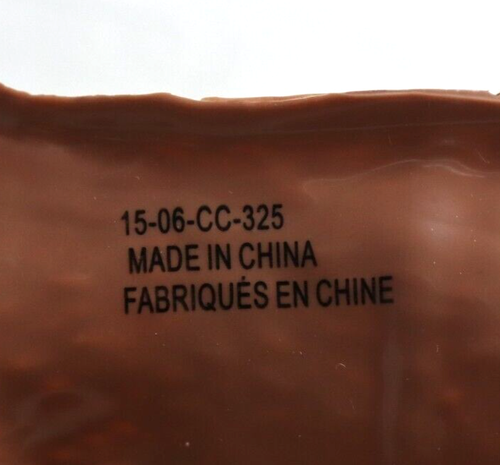 15-06-CC-325
MADE IN CHINA
FABRIQUÉS EN CHINE